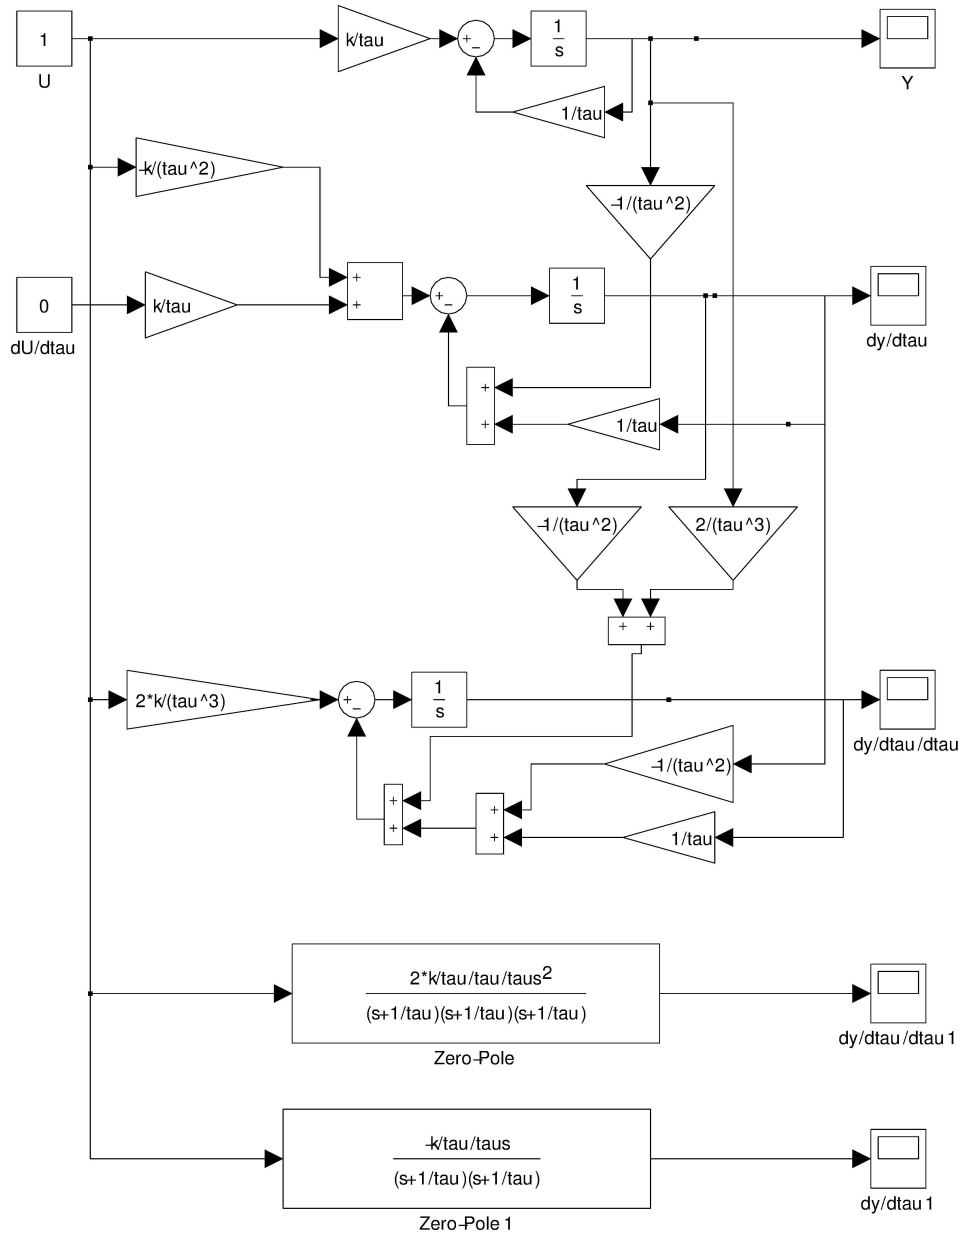 1
k/tau
+
−
1
s
U
Y
1/tau
−k/(tau^2)
−1/(tau^2)
0
k/tau
+
+
+
−
1
s
dU/dtau
dy/dtau
+
+
1/tau
−1/(tau^2)
2/(tau^3)
+ +
2*k/(tau^3)
+
−
1
s
dy/dtau/dtau
−1/(tau^2)
+
+
+
+
1/tau
2*k/tau/tau/taus²
(s+1/tau)(s+1/tau)(s+1/tau)
Zero−Pole
dy/dtau/dtau1
−k/tau/taus
(s+1/tau)(s+1/tau)
Zero−Pole1
dy/dtau1